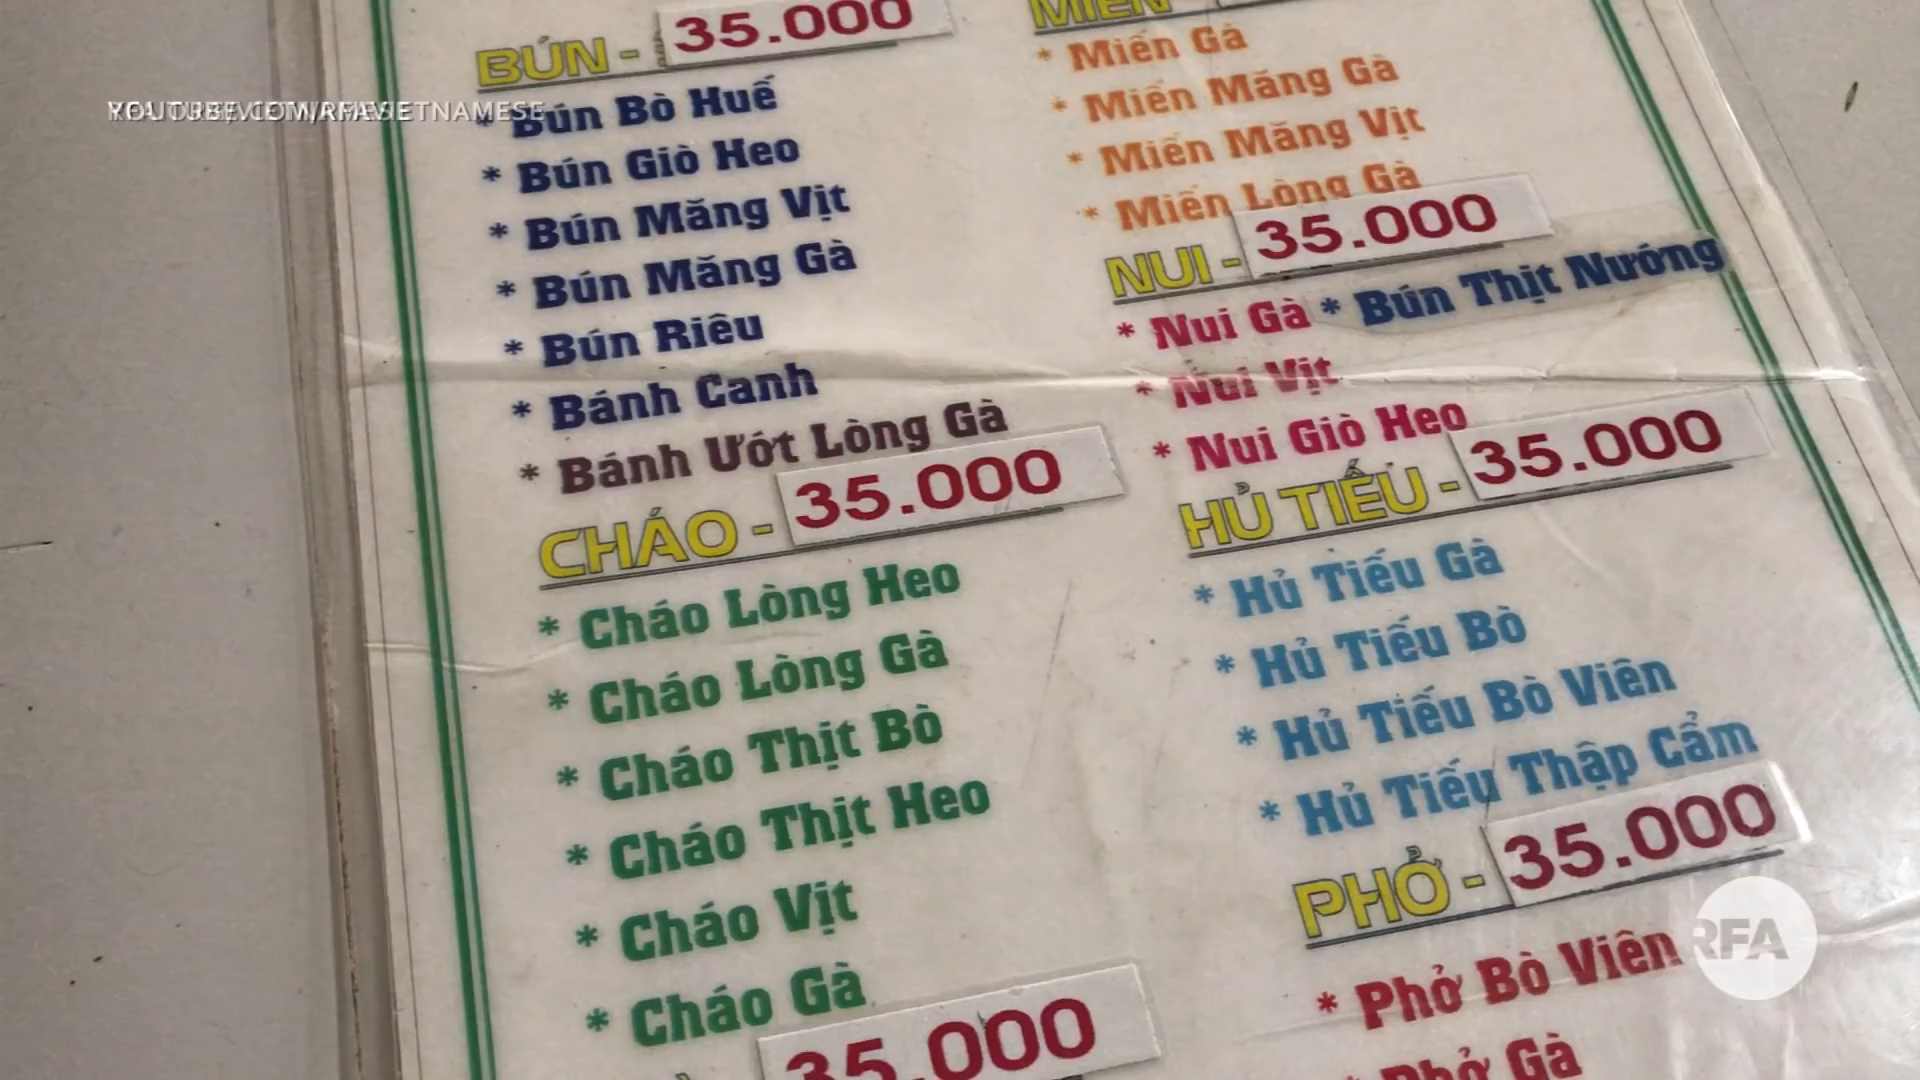 BÚN - 35.000
* Bún Bò Huế
* Bún Giò Heo
* Bún Măng Vịt
* Bún Măng Gà
* Bún Riêu
* Bánh Canh
* Bánh Ướt Lòng Gà
CHÁO - 35.000
* Cháo Lòng Heo
* Cháo Lòng Gà
* Cháo Thịt Bò
* Cháo Thịt Heo
* Cháo Vịt
* Cháo Gà
35.000
MIẾN
* Miến Gà
* Miến Măng Gà
* Miến Măng Vịt
* Miến Lòng Gà
NUI - 35.000
* Nui Gà * Bún Thịt Nướng
* Nui Vịt
* Nui Giò Heo
HỦ TIẾU - 35.000
* Hủ Tiếu Gà
* Hủ Tiếu Bò
* Hủ Tiếu Bò Viên
* Hủ Tiếu Thập Cẩm
PHỞ - 35.000
* Phở Bò Viên
* Phở Gà
RFA